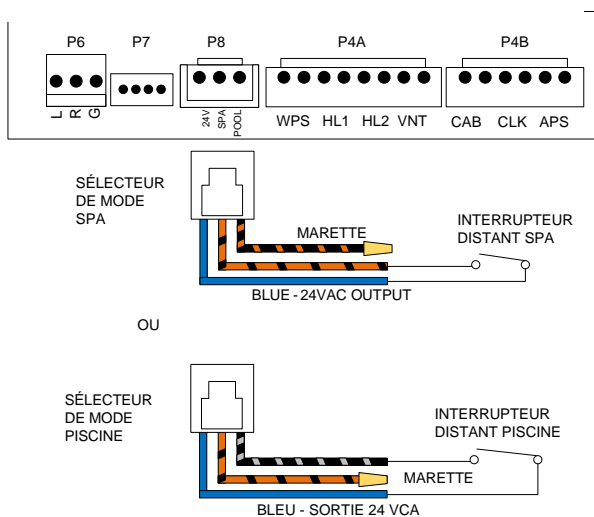 P6 P7 P8 P4A P4B
L R G 24V SPA POOL WPS HL1 HL2 VNT CAB CLK APS
SÉLECTEUR
DE MODE
SPA
MARETTE
INTERRUPTEUR
DISTANT SPA
BLUE - 24VAC OUTPUT
OU
SÉLECTEUR
DE MODE
PISCINE
INTERRUPTEUR
DISTANT PISCINE
MARETTE
BLEU - SORTIE 24 VCA